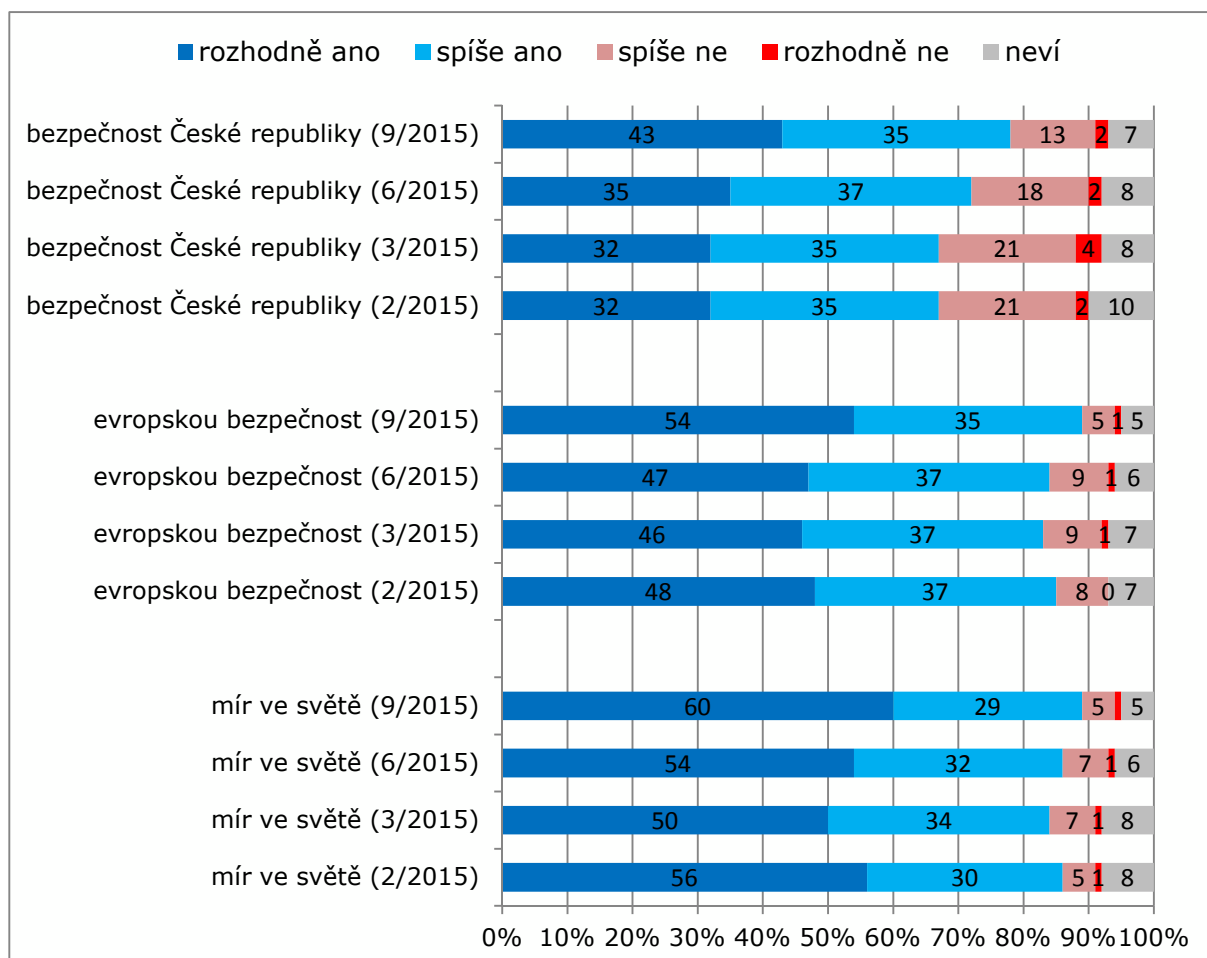 rozhodně ano spíše ano spíše ne rozhodně ne neví
bezpečnost České republiky (9/2015) 43 35 13 2 7
bezpečnost České republiky (6/2015) 35 37 18 2 8
bezpečnost České republiky (3/2015) 32 35 21 4 8
bezpečnost České republiky (2/2015) 32 35 21 2 10
evropskou bezpečnost (9/2015) 54 35 5 1 5
evropskou bezpečnost (6/2015) 47 37 9 1 6
evropskou bezpečnost (3/2015) 46 37 9 1 7
evropskou bezpečnost (2/2015) 48 37 8 0 7
mír ve světě (9/2015) 60 29 5 5
mír ve světě (6/2015) 54 32 7 1 6
mír ve světě (3/2015) 50 34 7 1 8
mír ve světě (2/2015) 56 30 5 1 8
0% 10% 20% 30% 40% 50% 60% 70% 80% 90% 100%